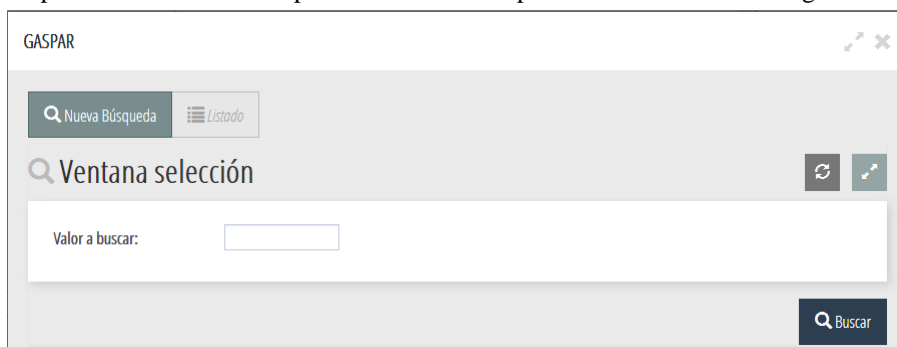 GASPAR
Nueva Búsqueda Listado
Ventana selección
Valor a buscar:
Buscar